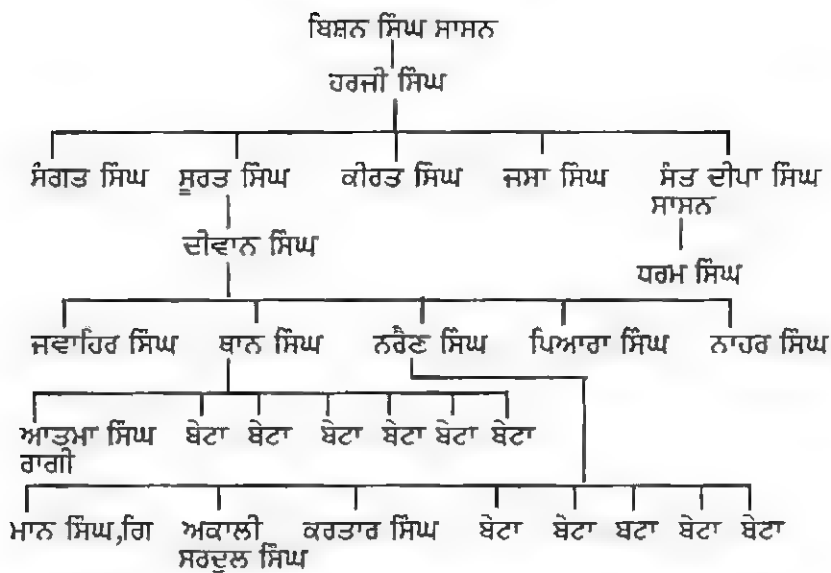 ਬਿਸ਼ਨ ਸਿੰਘ ਸਾਸਨ
ਹਰਜੀ ਸਿੰਘ
ਸੰਗਤ ਸਿੰਘ ਸੂਰਤ ਸਿੰਘ ਕੀਰਤ ਸਿੰਘ ਜਸਾ ਸਿੰਘ ਸੰਤ ਦੀਪਾ ਸਿੰਘ
ਸਾਸਨ
ਦੀਵਾਨ ਸਿੰਘ
ਧਰਮ ਸਿੰਘ
ਜਵਾਹਿਰ ਸਿੰਘ ਥਾਨ ਸਿੰਘ ਨਰੈਣ ਸਿੰਘ ਪਿਆਰਾ ਸਿੰਘ ਨਾਹਰ ਸਿੰਘ
ਆਤਮਾ ਸਿੰਘ ਬੇਟਾ ਬੇਟਾ ਬੇਟਾ ਬੇਟਾ ਬੇਟਾ ਬੇਟਾ
ਰਾਗੀ
ਮਾਨ ਸਿੰਘ,ਗਿ ਅਕਾਲੀ ਕਰਤਾਰ ਸਿੰਘ ਬੇਟਾ ਬੇਟਾ ਬਟਾ ਬੇਟਾ ਬੇਟਾ
ਸਰਦੂਲ ਸਿੰਘ